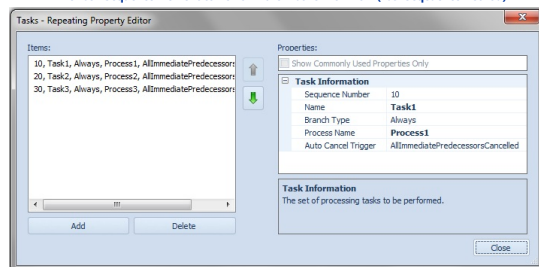 Tasks - Repeating Property Editor
Items:
10, Task1, Always, Process1, AllImmediatePredecessors
20, Task2, Always, Process2, AllImmediatePredecessors
30, Task3, Always, Process3, AllImmediatePredecessors
Add
Delete
Properties:
Show Commonly Used Properties Only
Task Information
Sequence Number 10
Name Task1
Branch Type Always
Process Name Process1
Auto Cancel Trigger AllImmediatePredecessorsCancelled
Task Information
The set of processing tasks to be performed.
Close